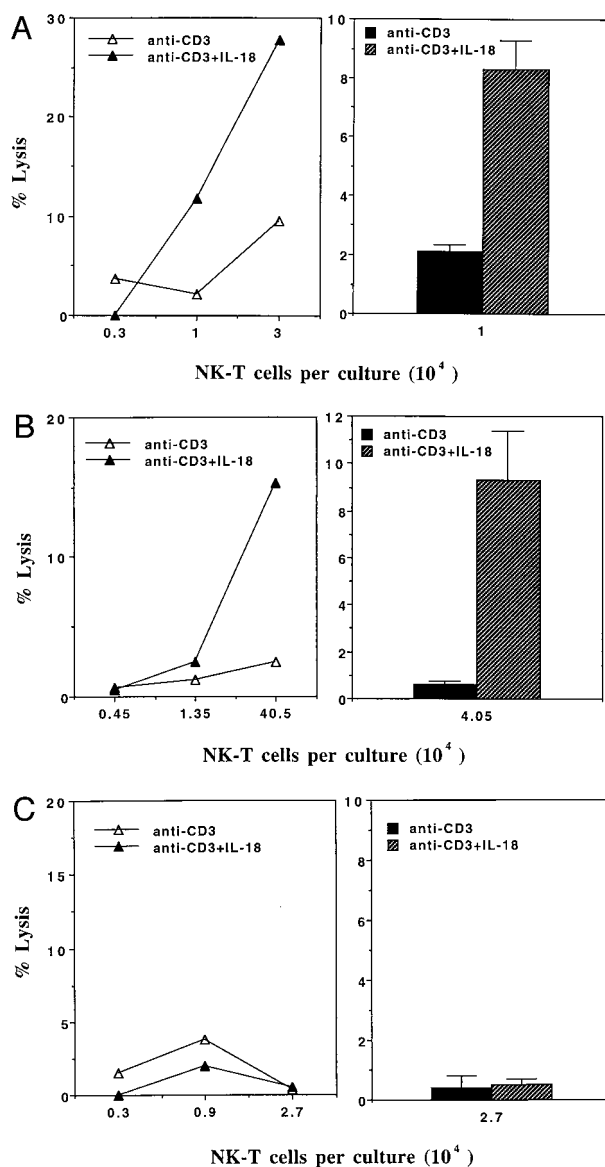 A
30
20
10
0
% Lysis
anti-CD3
anti-CD3+IL-18
0.3 1 3
10
8
6
4
2
0
anti-CD3
anti-CD3+IL-18
1
NK-T cells per culture (10⁴)
B
20
10
0
% Lysis
anti-CD3
anti-CD3+IL-18
0.45 1.35 40.5
12
10
8
6
4
2
0
anti-CD3
anti-CD3+IL-18
4.05
NK-T cells per culture (10⁴)
C
20
15
10
5
0
% Lysis
anti-CD3
anti-CD3+IL-18
0.3 0.9 2.7
10
8
6
4
2
0
anti-CD3
anti-CD3+IL-18
2.7
NK-T cells per culture (10⁴)